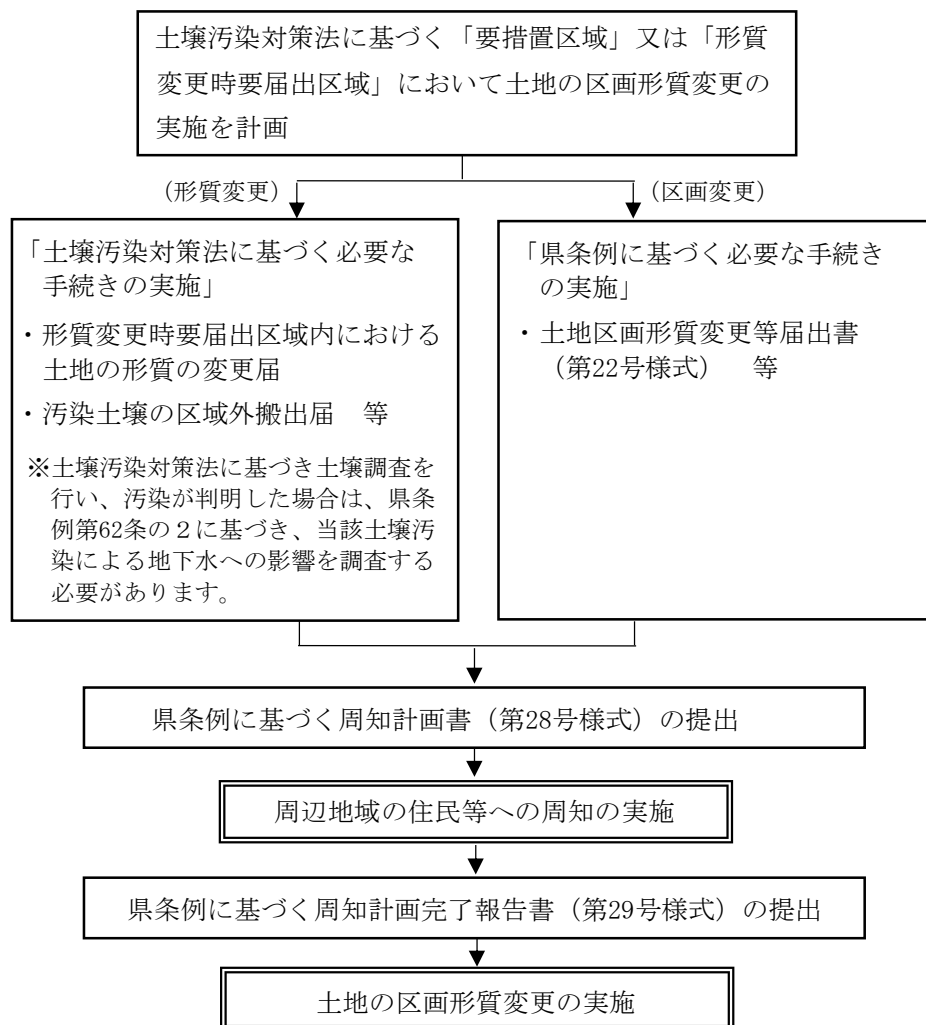 土壌汚染対策法に基づく「要措置区域」又は「形質
変更時要届出区域」において土地の区画形質変更の
実施を計画
(形質変更)
(区画変更)
「土壌汚染対策法に基づく必要な
手続きの実施」
・形質変更時要届出区域内における
土地の形質の変更届
・汚染土壌の区域外搬出届　等
※土壌汚染対策法に基づき土壌調査を
行い、汚染が判明した場合は、県条
例第62条の２に基づき、当該土壌汚
染による地下水への影響を調査する
必要があります。
「県条例に基づく必要な手続き
の実施」
・土地区画形質変更等届出書
（第22号様式）　等
県条例に基づく周知計画書（第28号様式）の提出
周辺地域の住民等への周知の実施
県条例に基づく周知計画完了報告書（第29号様式）の提出
土地の区画形質変更の実施